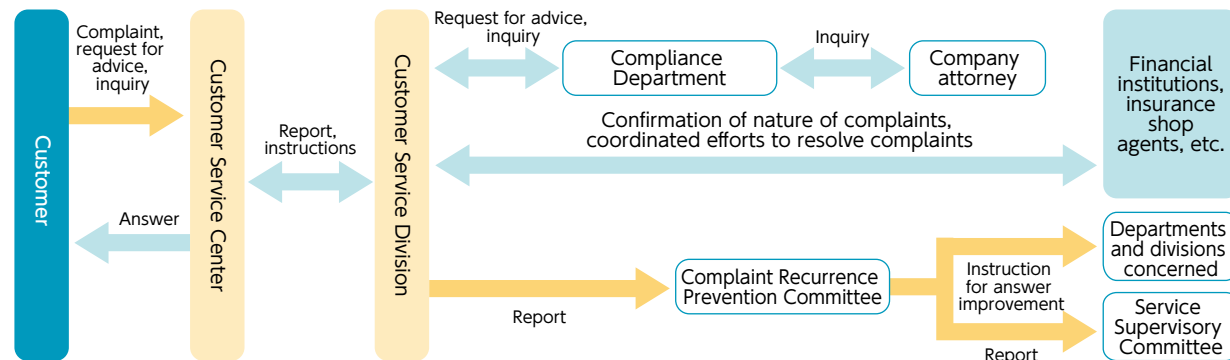 Customer
Complaint,
request for
advice,
inquiry
Answer
Customer Service Center
Report,
instructions
Customer Service Division
Request for advice,
inquiry
Compliance
Department
Inquiry
Company
attorney
Confirmation of nature of complaints,
coordinated efforts to resolve complaints
Financial
institutions,
insurance
shop
agents, etc.
Report
Complaint Recurrence
Prevention Committee
Instruction
for answer
improvement
Report
Departments
and divisions
concerned
Service
Supervisory
Committee